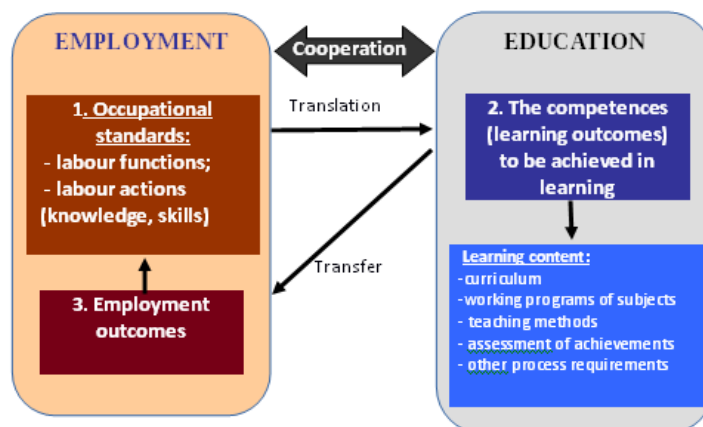 EMPLOYMENT
Cooperation
EDUCATION
1. Occupational
standards:
- labour functions;
- labour actions
(knowledge, skills)
Translation
2. The competences
(learning outcomes)
to be achieved in
learning
Transfer
3. Employment
outcomes
Learning content:
-curriculum
-working programs of subjects
- teaching methods
- assessment of achievements
- other process requirements